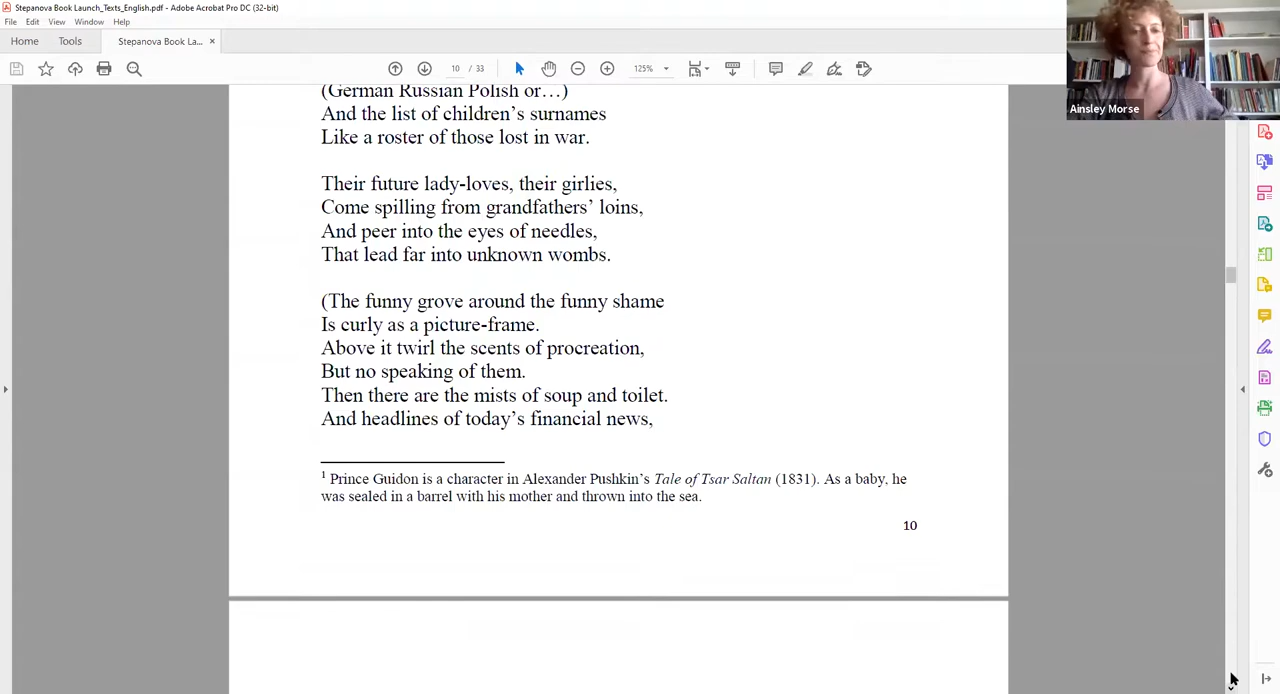 Stepanova Book Launch_Texts_English.pdf - Adobe Acrobat Pro DC (32-bit)
File Edit View Window Help
Home Tools Stepanova Book La... ×
10 / 33 125%
Ainsley Morse
(German Russian Polish or…)
And the list of children’s surnames
Like a roster of those lost in war.
Their future lady-loves, their girlies,
Come spilling from grandfathers’ loins,
And peer into the eyes of needles,
That lead far into unknown wombs.
(The funny grove around the funny shame
Is curly as a picture-frame.
Above it twirl the scents of procreation,
But no speaking of them.
Then there are the mists of soup and toilet.
And headlines of today’s financial news,
1 Prince Guidon is a character in Alexander Pushkin’s Tale of Tsar Saltan (1831). As a baby, he
was sealed in a barrel with his mother and thrown into the sea.
10